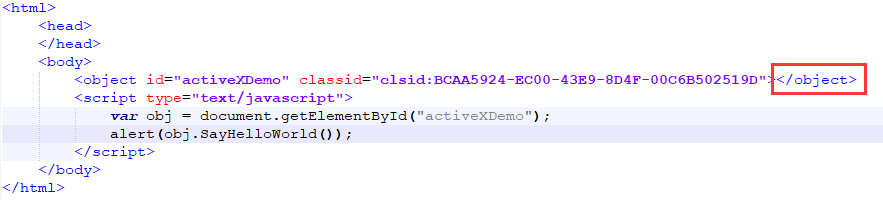 <html>
<head>
</head>
<body>
<object id="activeXDemo" classid="clsid:BCAA5924-EC00-43E9-8D4F-00C6B502519D"></object>
<script type="text/javascript">
var obj = document.getElementById("activeXDemo");
alert(obj.SayHelloWorld());
</script>
</body>
</html>